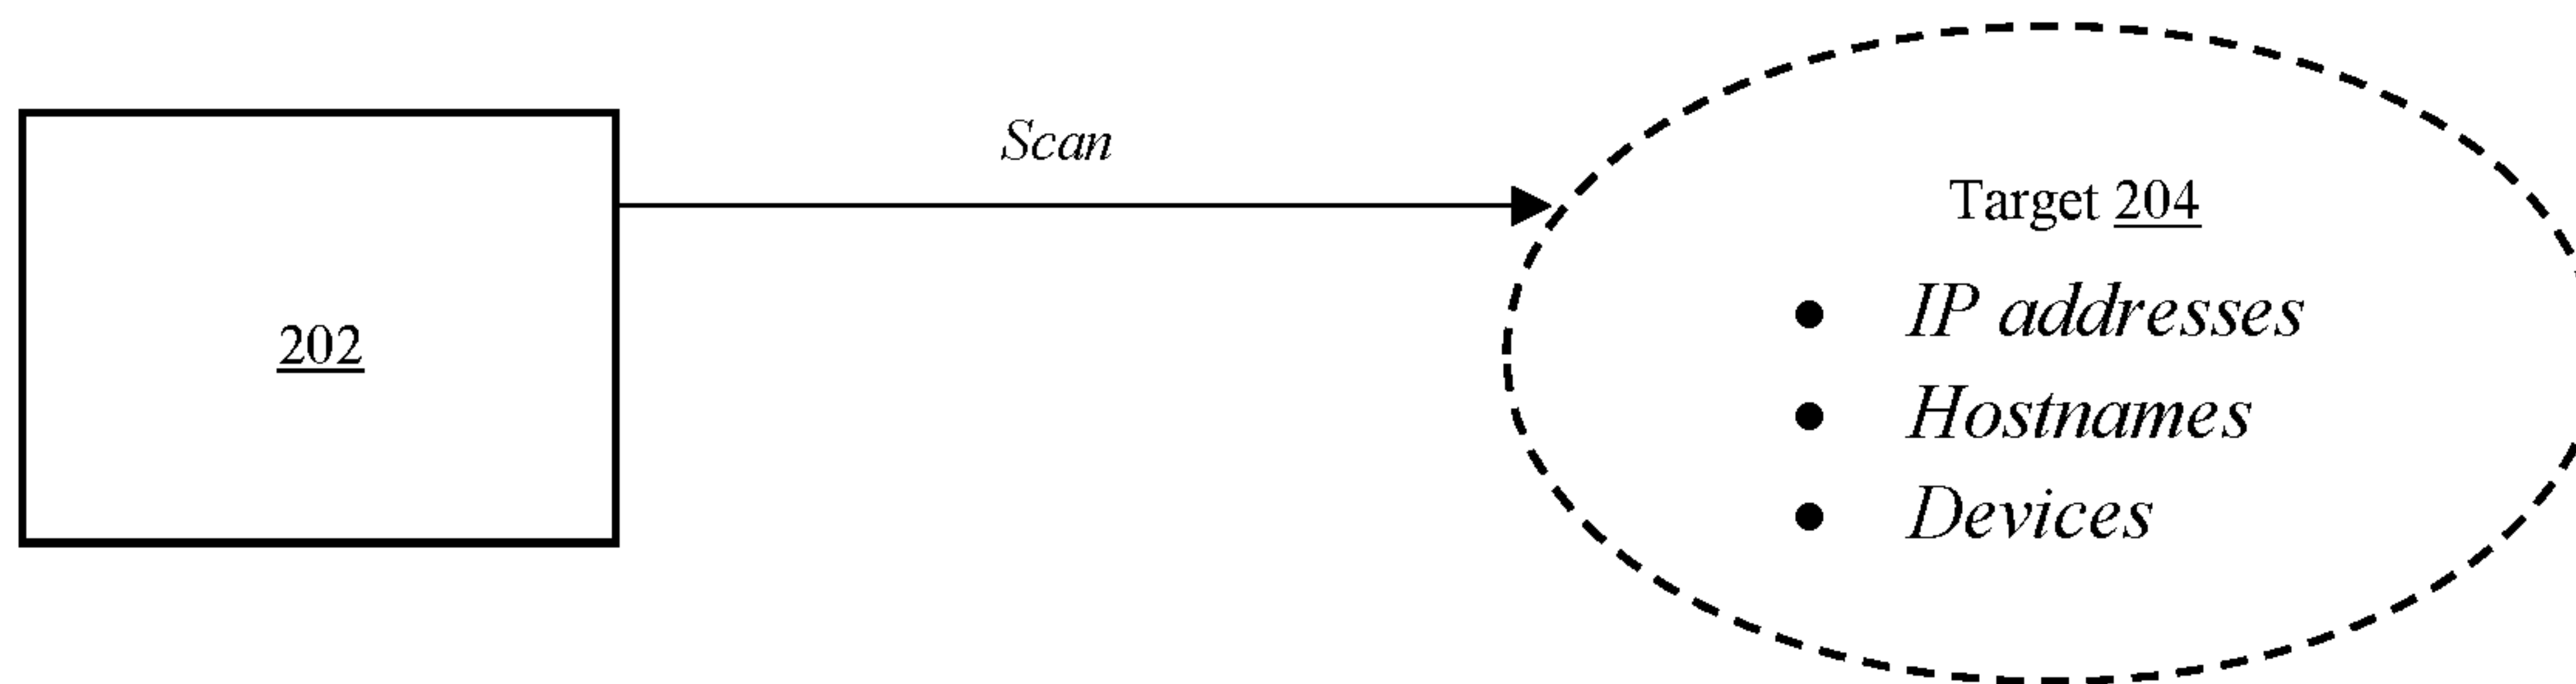 Scan
202
Target 204
● IP addresses
● Hostnames
● Devices